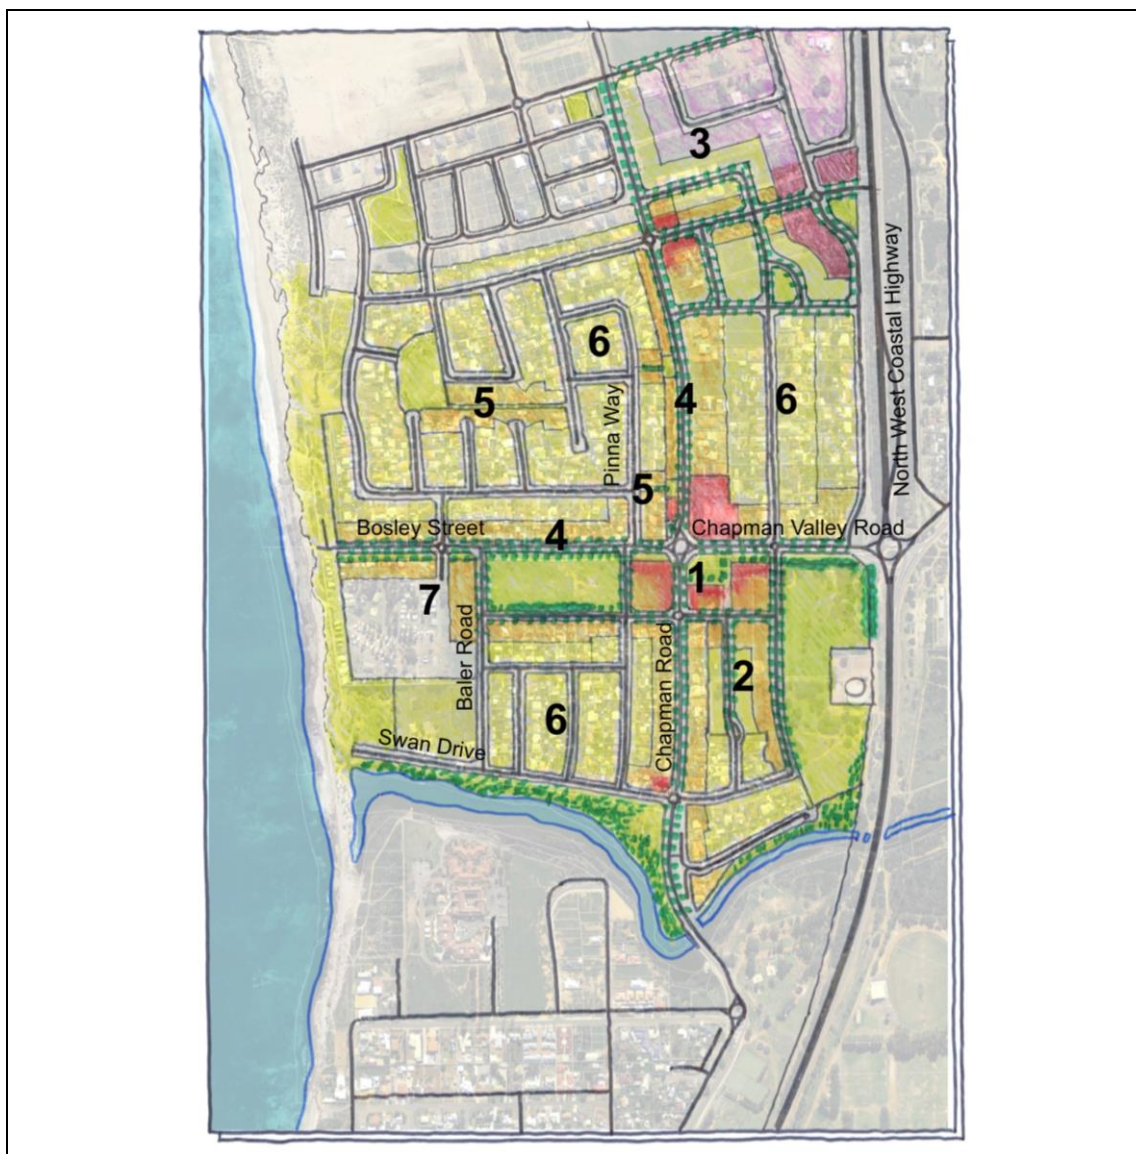 3
North West Coastal Highway
6
Pinna Way
5
4
6
5
Bosley Street
4
Chapman Valley Road
1
7
Baler Road
Chapman Road
2
6
Swan Drive